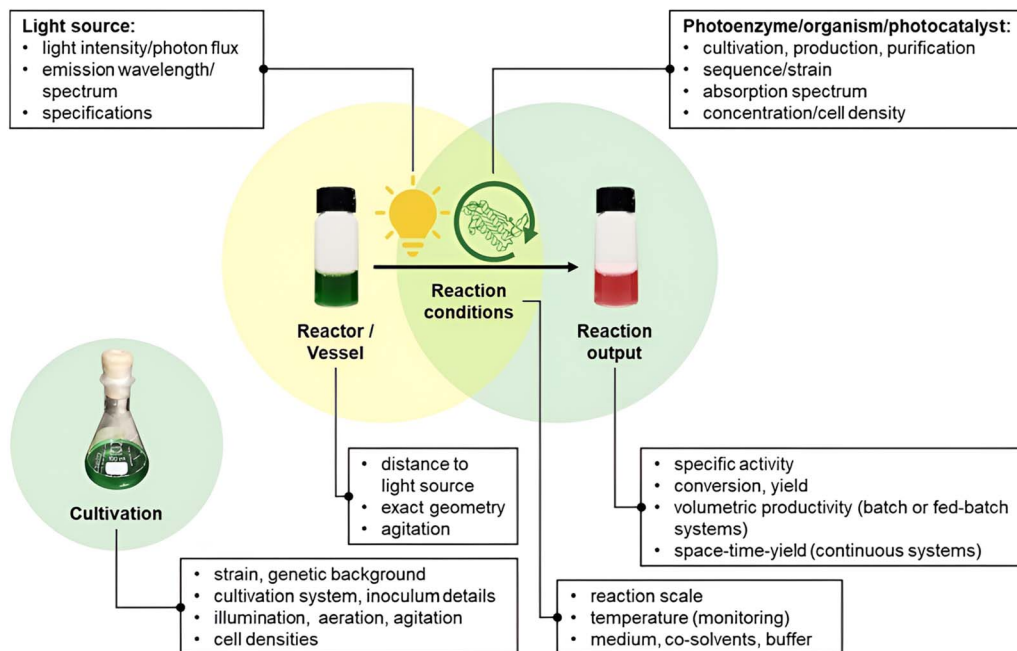 Light source:
• light intensity/photon flux
• emission wavelength/
spectrum
• specifications
Photoenzyme/organism/photocatalyst:
• cultivation, production, purification
• sequence/strain
• absorption spectrum
• concentration/cell density
Reaction
conditions
Reactor /
Vessel
Reaction
output
Cultivation
• distance to
light source
• exact geometry
• agitation
• specific activity
• conversion, yield
• volumetric productivity (batch or fed-batch
systems)
• space-time-yield (continuous systems)
• strain, genetic background
• cultivation system, inoculum details
• illumination, aeration, agitation
• cell densities
• reaction scale
• temperature (monitoring)
• medium, co-solvents, buffer